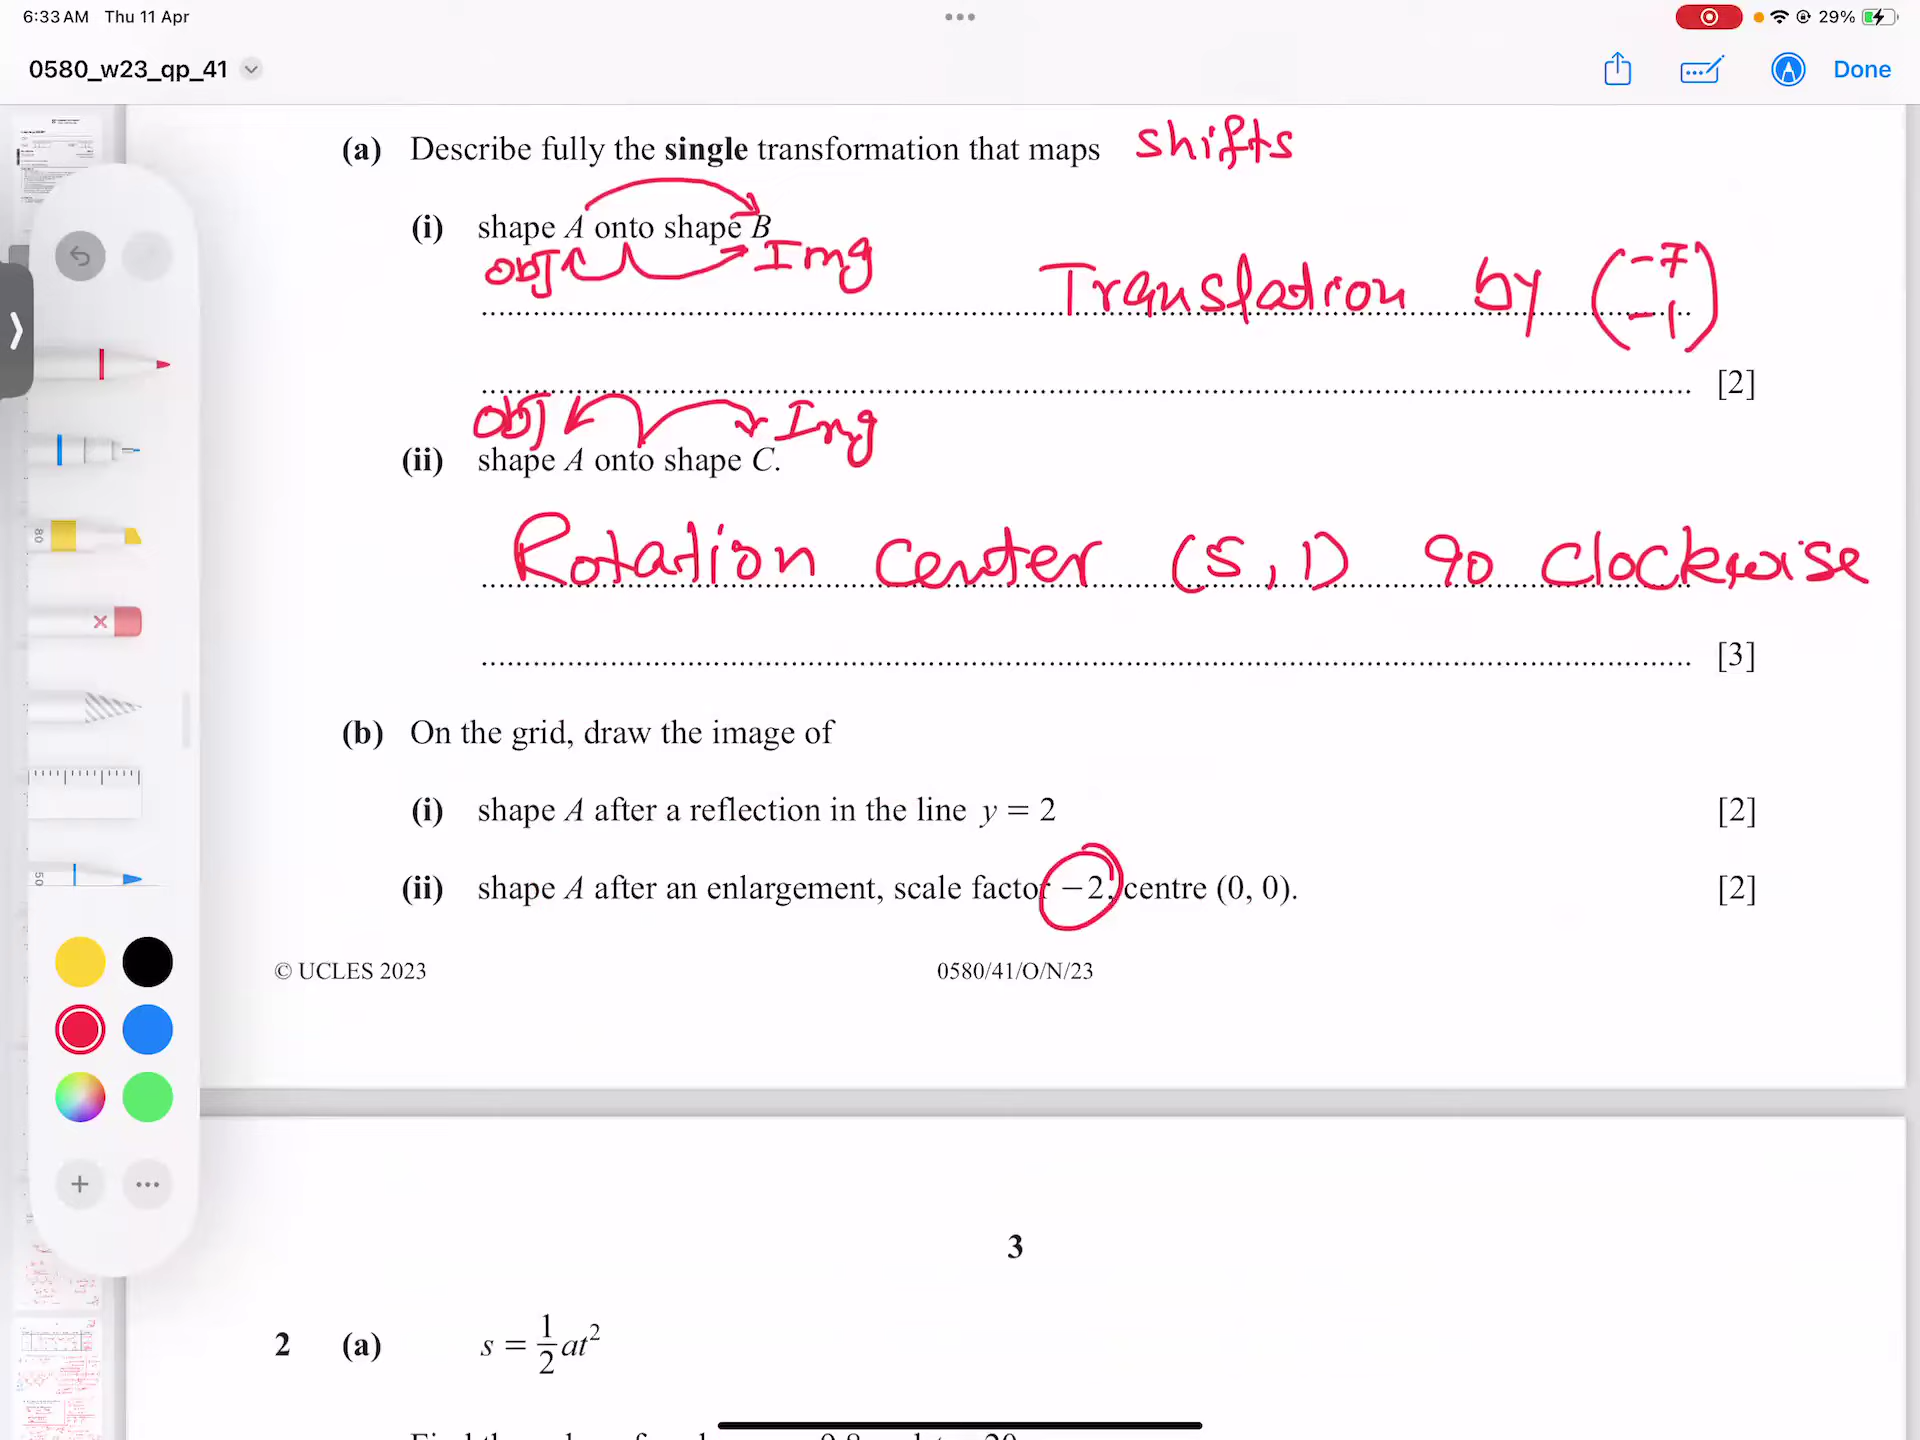 6:33 AM Thu 11 Apr
29%
0580_w23_qp_41
Done
(a) Describe fully the single transformation that maps shifts
(i) shape A onto shape B
obj Img
Translation by (-7 -1)
[2]
obj Img
(ii) shape A onto shape C.
Rotation center (5, 1) 90 clockwise
[3]
(b) On the grid, draw the image of
(i) shape A after a reflection in the line y = 2 [2]
(ii) shape A after an enlargement, scale factor −2, centre (0, 0). [2]
© UCLES 2023 0580/41/O/N/23
3
2 (a) s = 1/2 at²
80
50